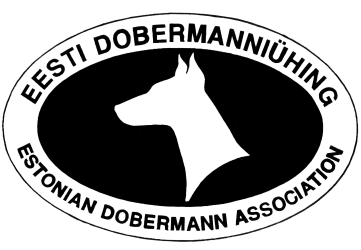 EESTI DOBERMANNIÜHING
ESTONIAN DOBERMANN ASSOCIATION